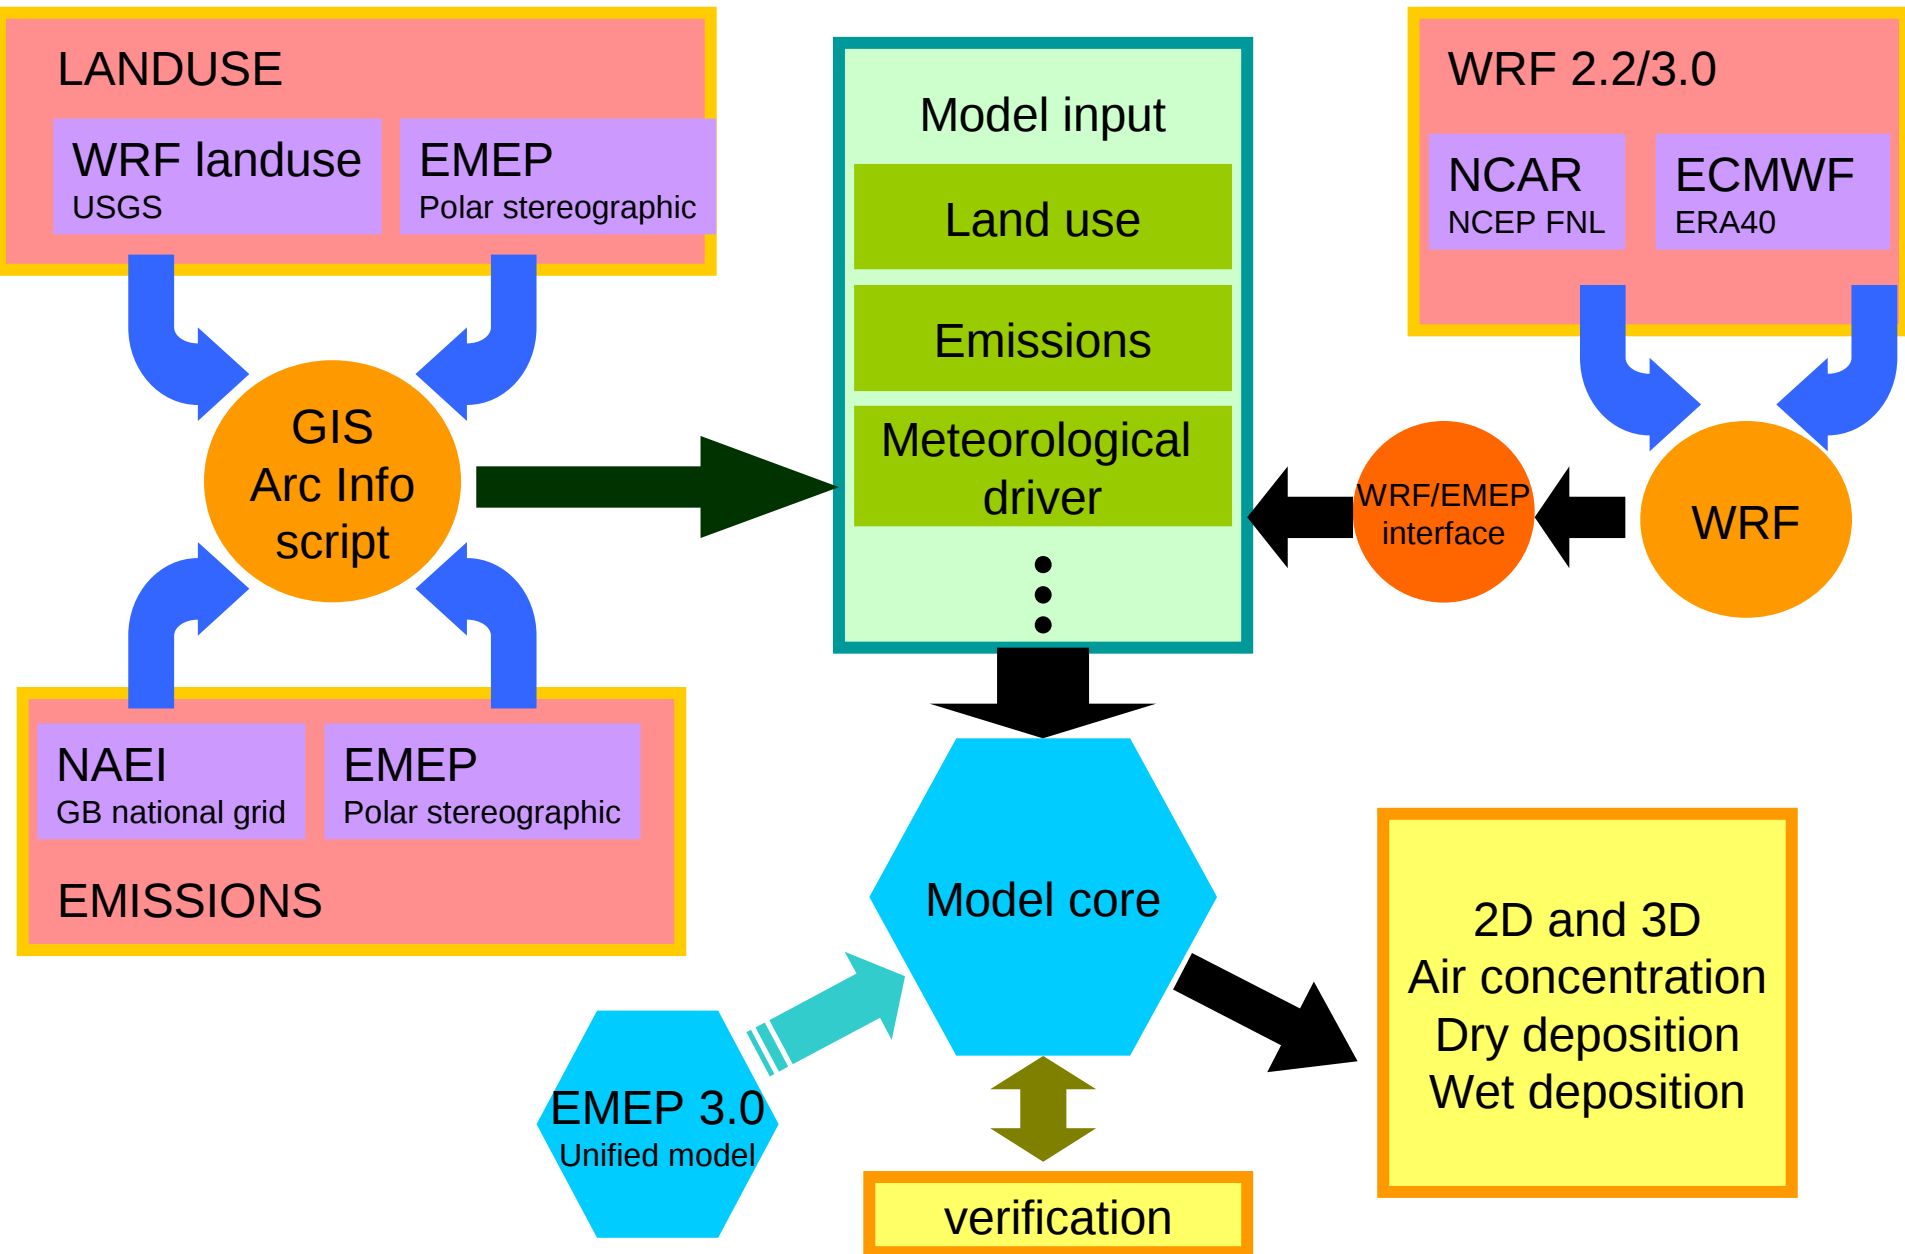 LANDUSE
WRF landuse
USGS
EMEP
Polar stereographic
GIS
Arc Info
script
NAEI
GB national grid
EMEP
Polar stereographic
EMISSIONS
Model input
Land use
Emissions
Meteorological
driver
WRF 2.2/3.0
NCAR
NCEP FNL
ECMWF
ERA40
WRF/EMEP
interface
WRF
Model core
EMEP 3.0
Unified model
verification
2D and 3D
Air concentration
Dry deposition
Wet deposition